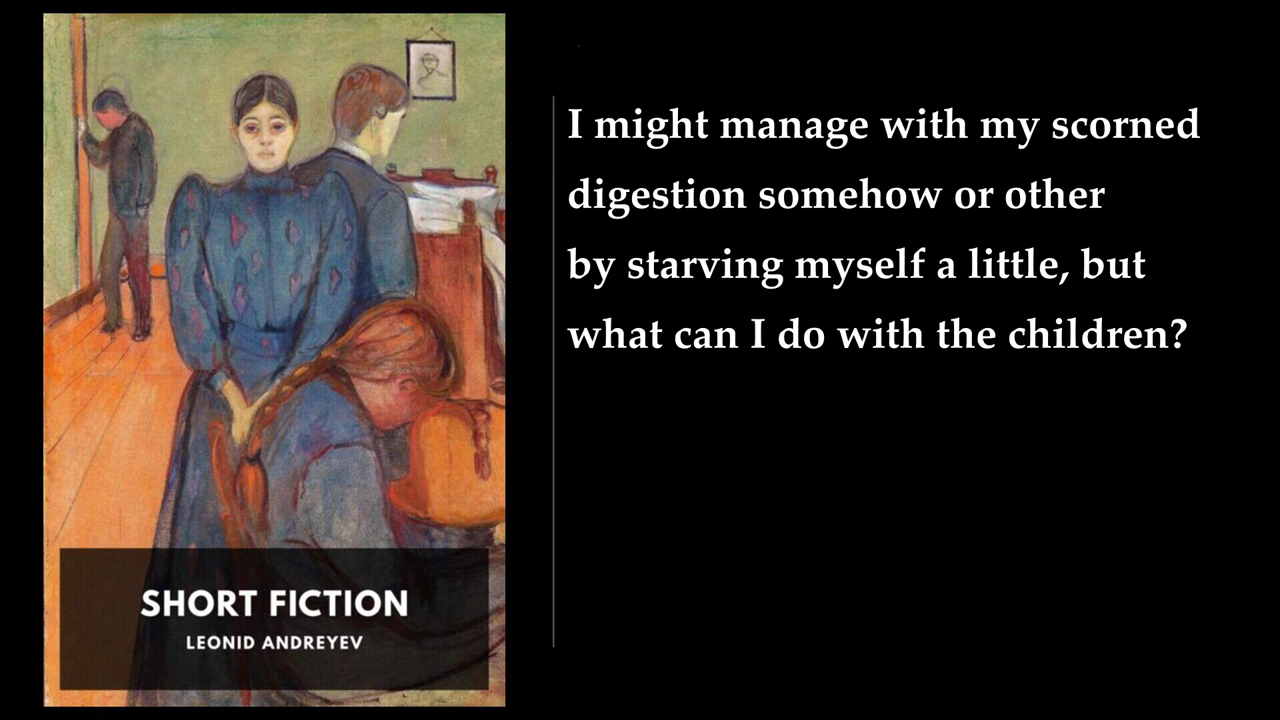 SHORT FICTION
LEONID ANDREYEV
I might manage with my scorned
digestion somehow or other
by starving myself a little, but
what can I do with the children?